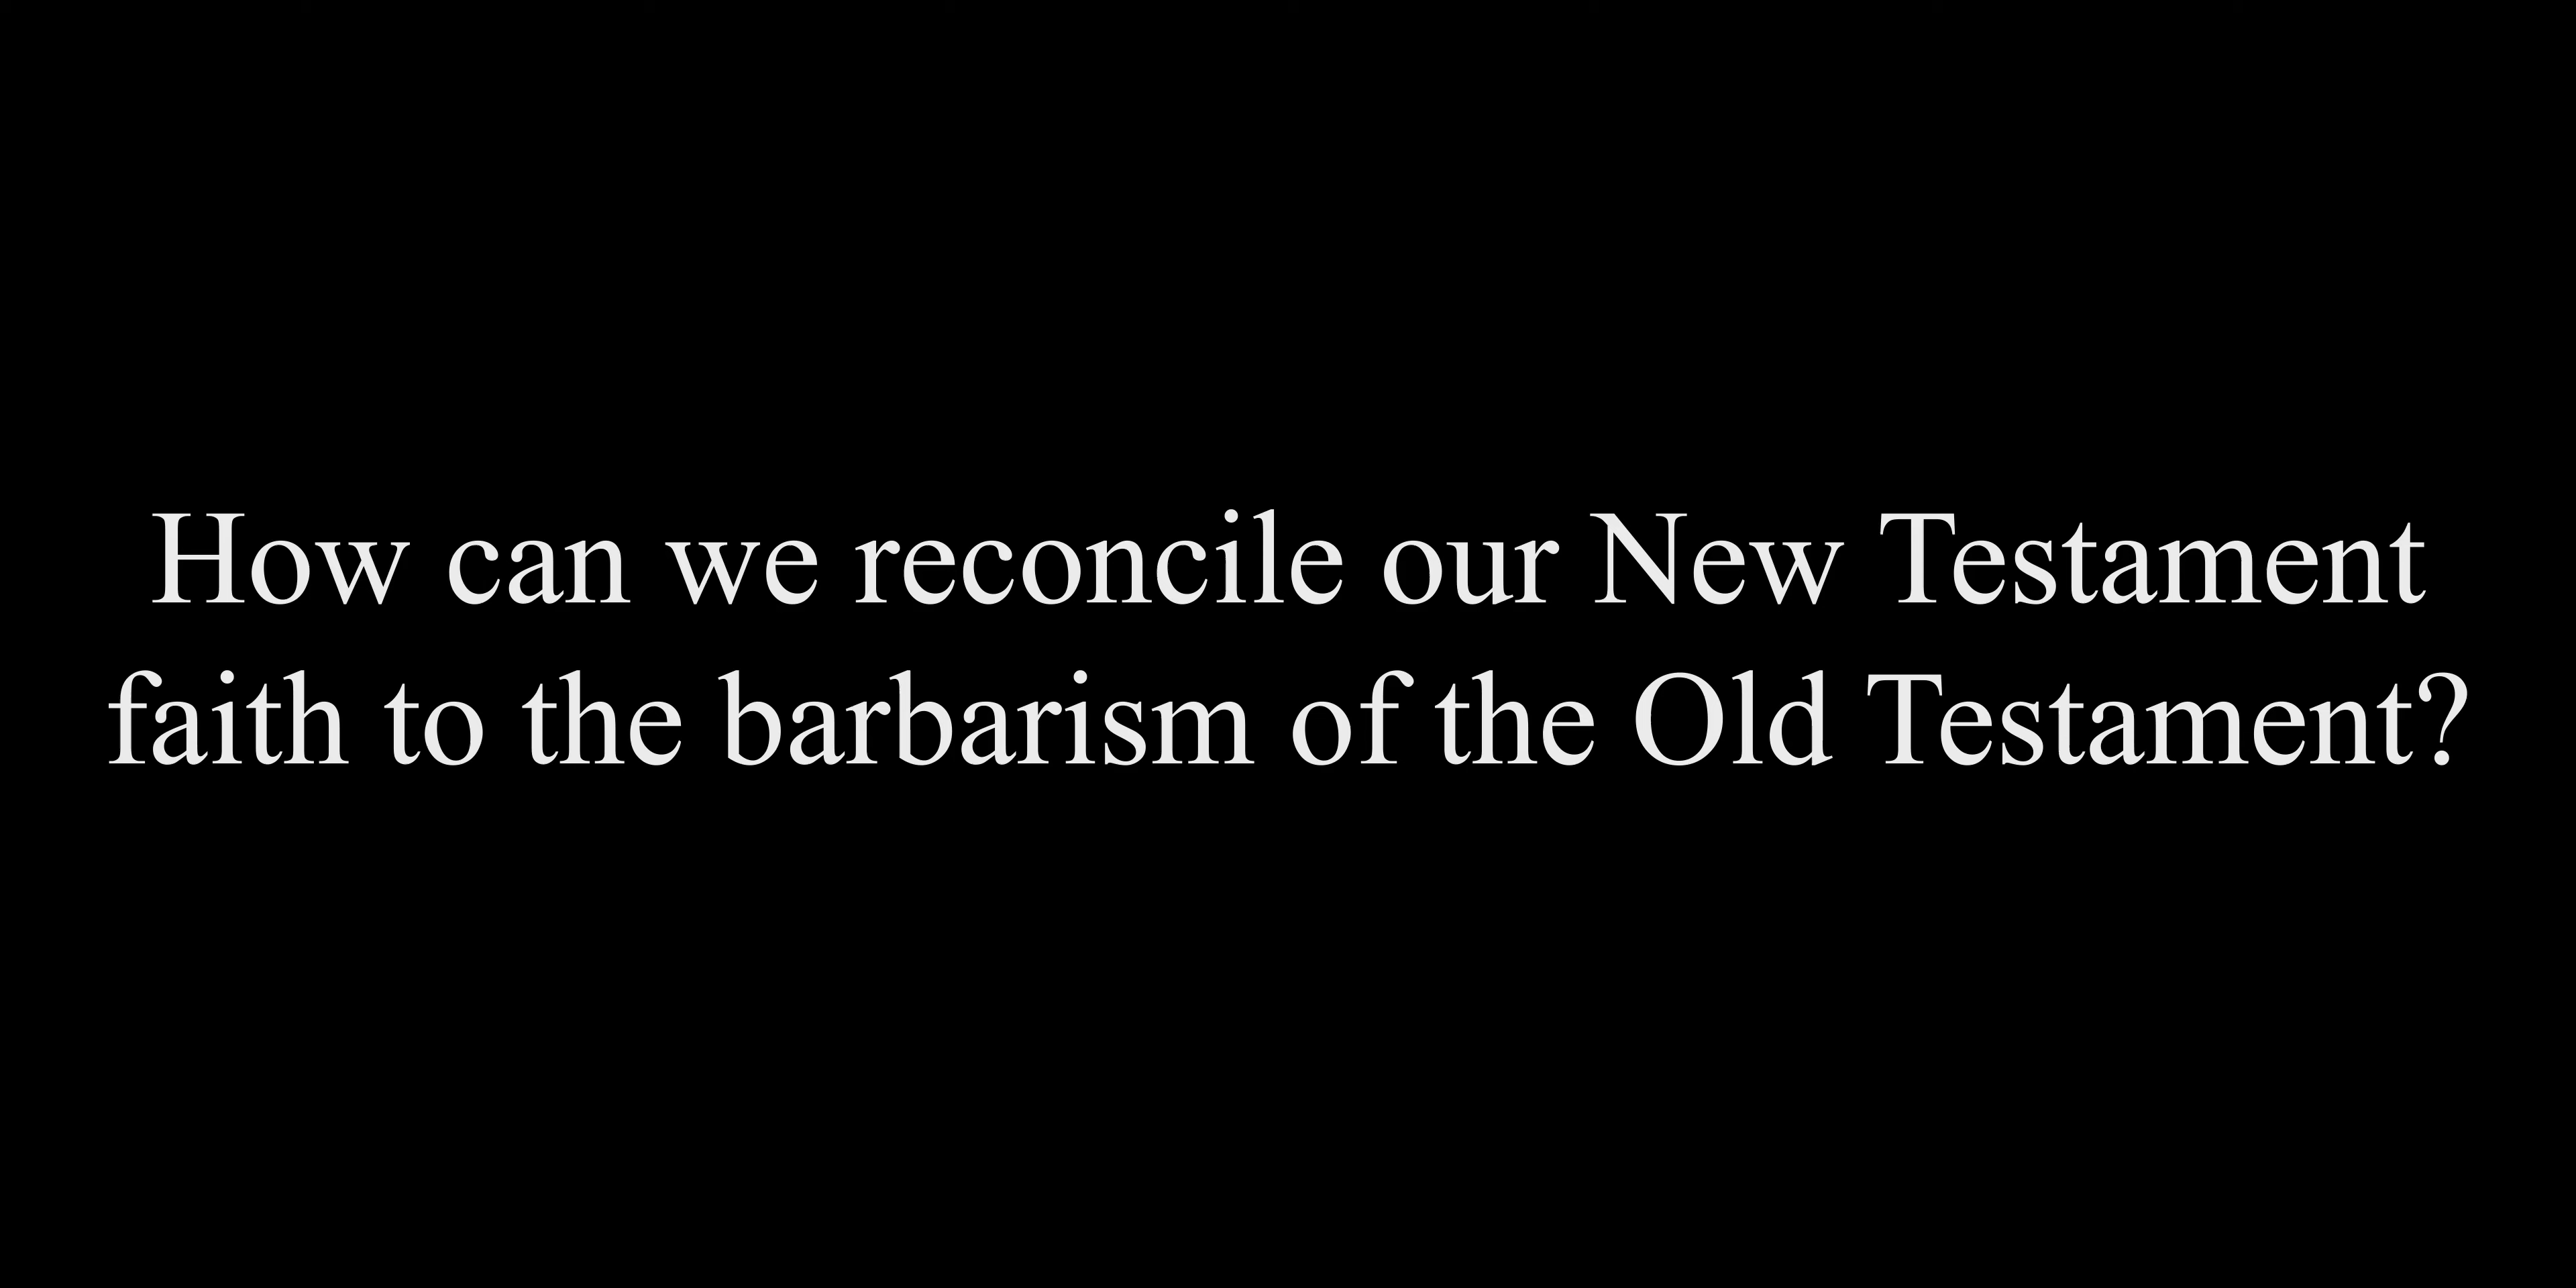 How can we reconcile our New Testament
faith to the barbarism of the Old Testament?